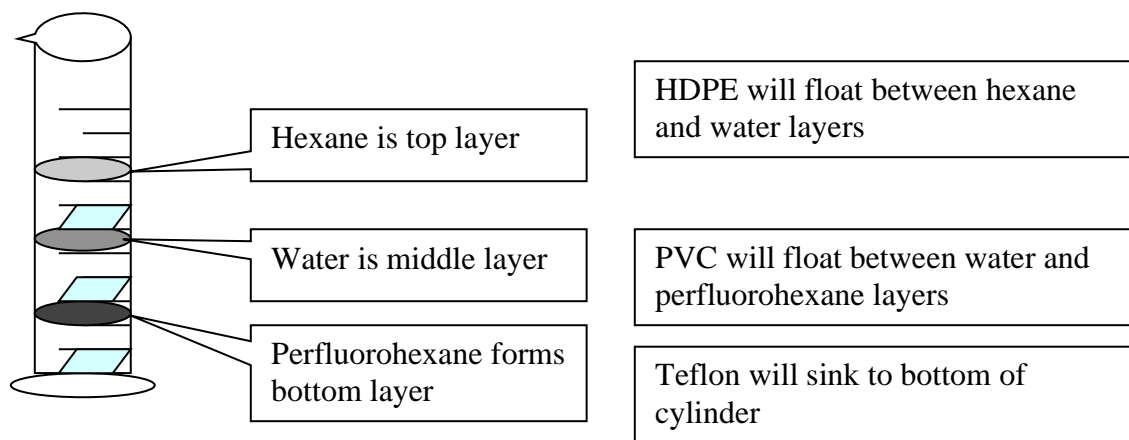 Hexane is top layer
Water is middle layer
Perfluorohexane forms
bottom layer
HDPE will float between hexane
and water layers
PVC will float between water and
perfluorohexane layers
Teflon will sink to bottom of
cylinder